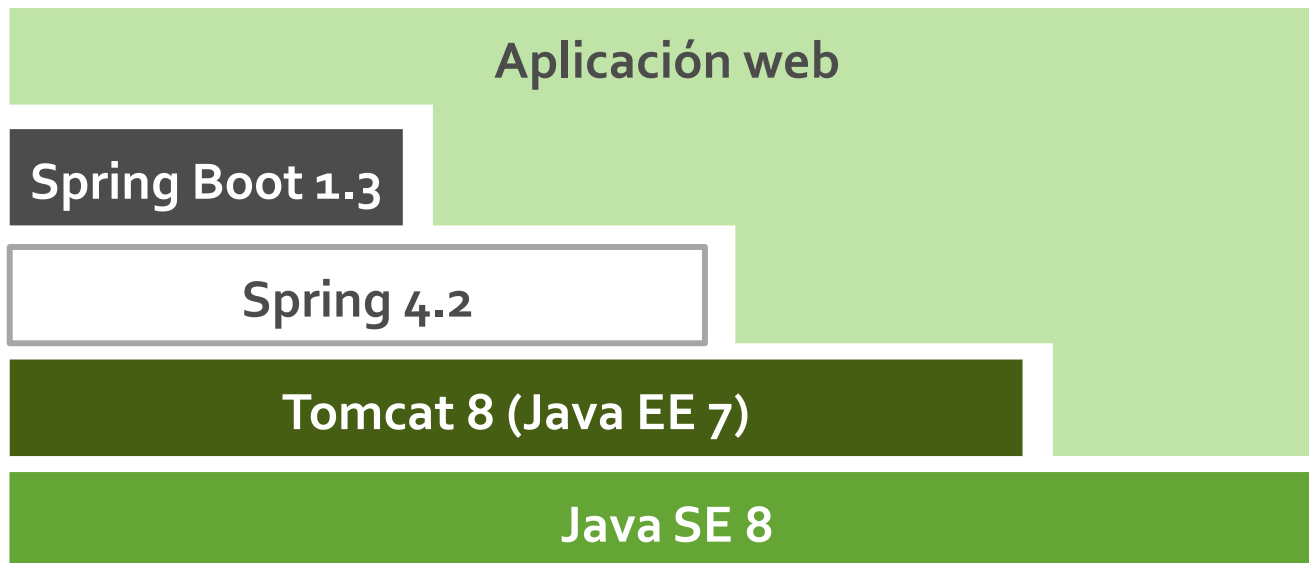 Aplicación web
Spring Boot 1.3
Spring 4.2
Tomcat 8 (Java EE 7)
Java SE 8